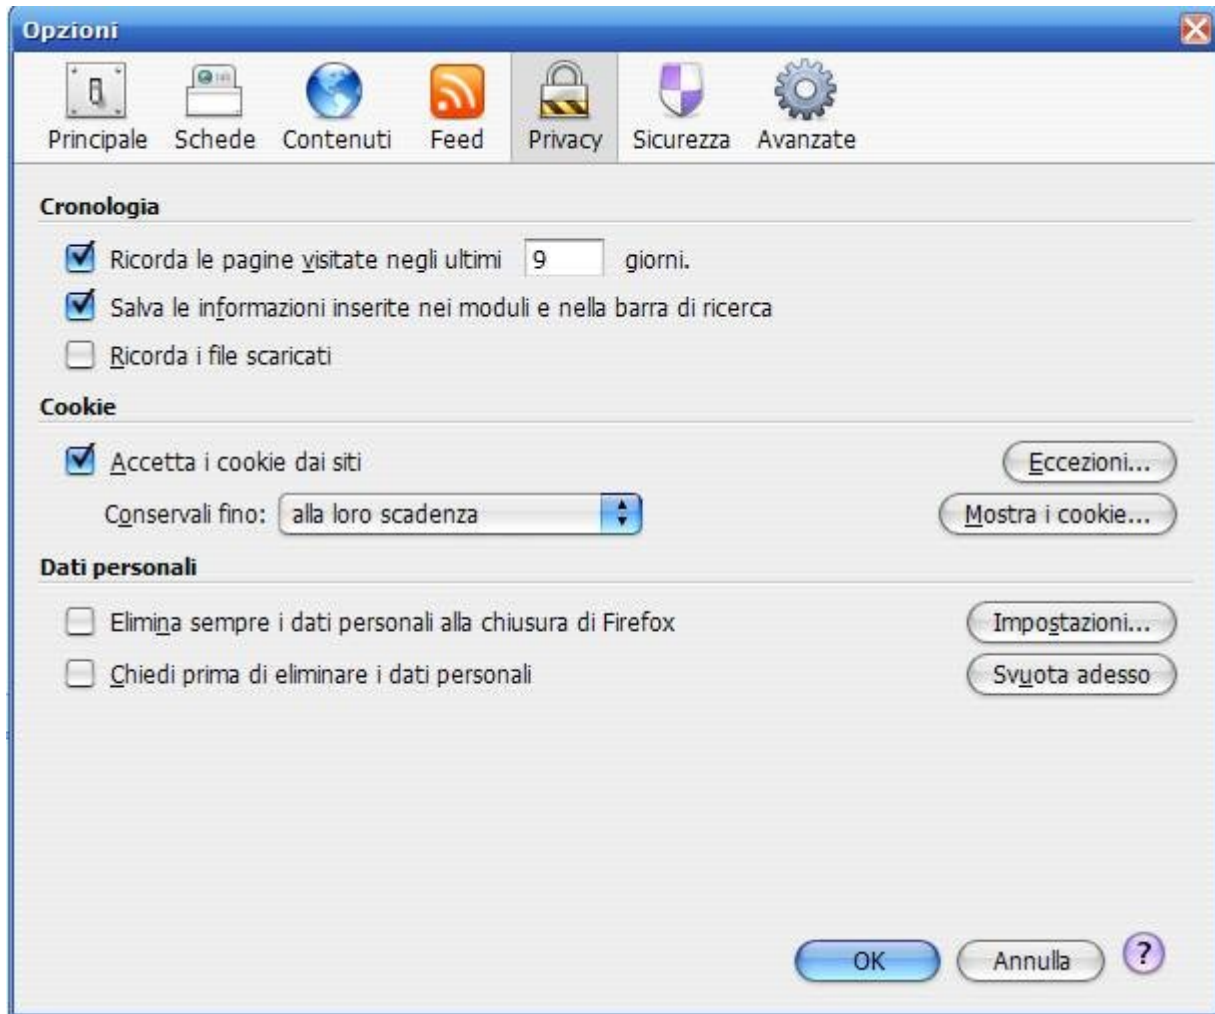 Opzioni
Principale Schede Contenuti Feed Privacy Sicurezza Avanzate
Cronologia
Ricorda le pagine visitate negli ultimi 9 giorni.
Salva le informazioni inserite nei moduli e nella barra di ricerca
Ricorda i file scaricati
Cookie
Accetta i cookie dai siti Eccezioni...
Conservali fino: alla loro scadenza Mostra i cookie...
Dati personali
Elimina sempre i dati personali alla chiusura di Firefox Impostazioni...
Chiedi prima di eliminare i dati personali Svuota adesso
OK Annulla ?